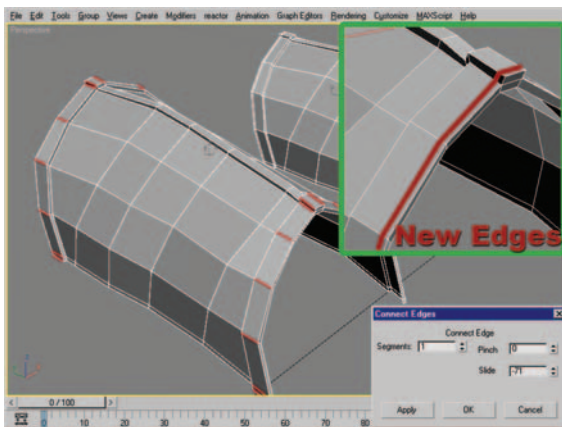 File Edit Tools Group Views Create Modifiers reactor Animation Graph Editors Rendering Customize MAXScript Help
Perspective
New Edges
Connect Edges
Connect Edge
Segments: 1
Pinch 0
Slide -71
Apply OK Cancel
0 / 100
0 10 20 30 40 50 60 70 80